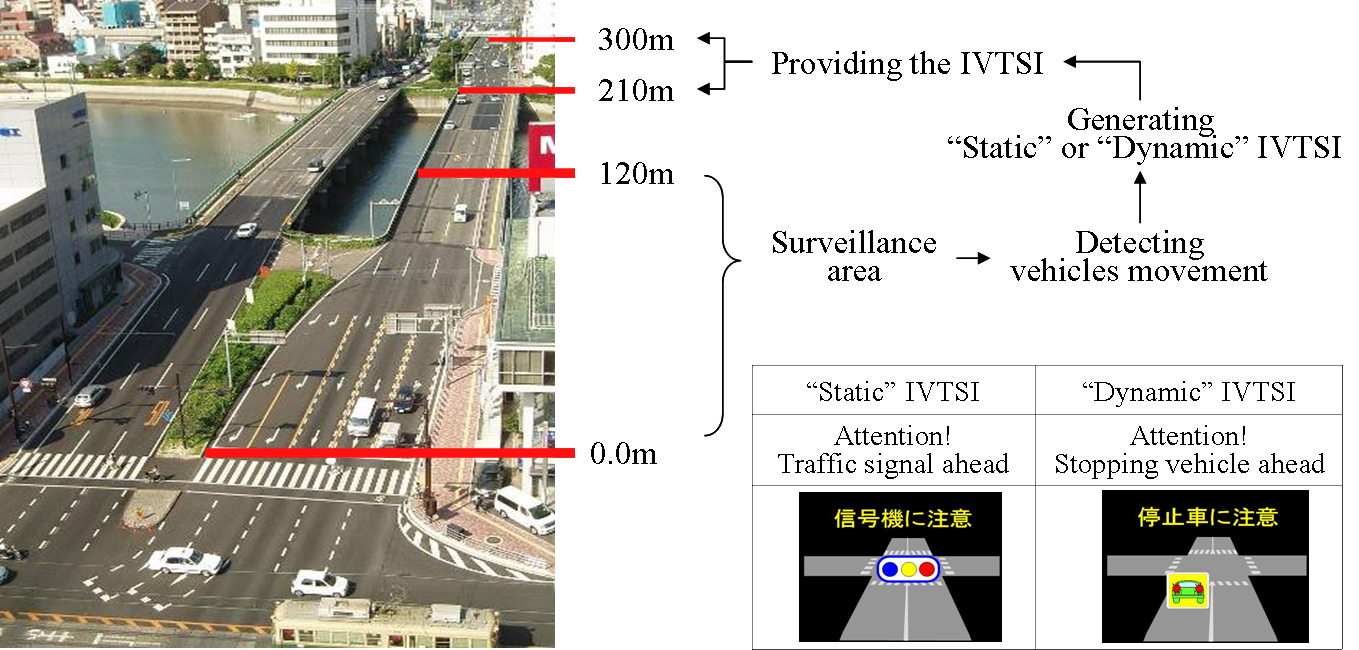 300m
Providing the IVTSI
210m
Generating
“Static” or “Dynamic” IVTSI
120m
Surveillance
area
Detecting
vehicles movement
0.0m
“Static” IVTSI
“Dynamic” IVTSI
Attention!
Traffic signal ahead
Attention!
Stopping vehicle ahead
信号機に注意
停止車に注意
N